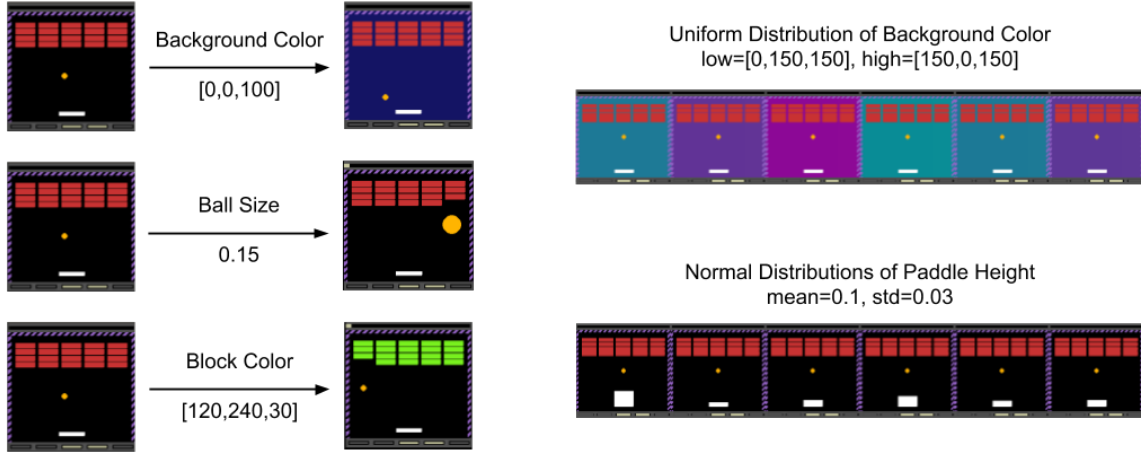 Background Color
[0,0,100]
Ball Size
0.15
Block Color
[120,240,30]
Uniform Distribution of Background Color
low=[0,150,150], high=[150,0,150]
Normal Distributions of Paddle Height
mean=0.1, std=0.03